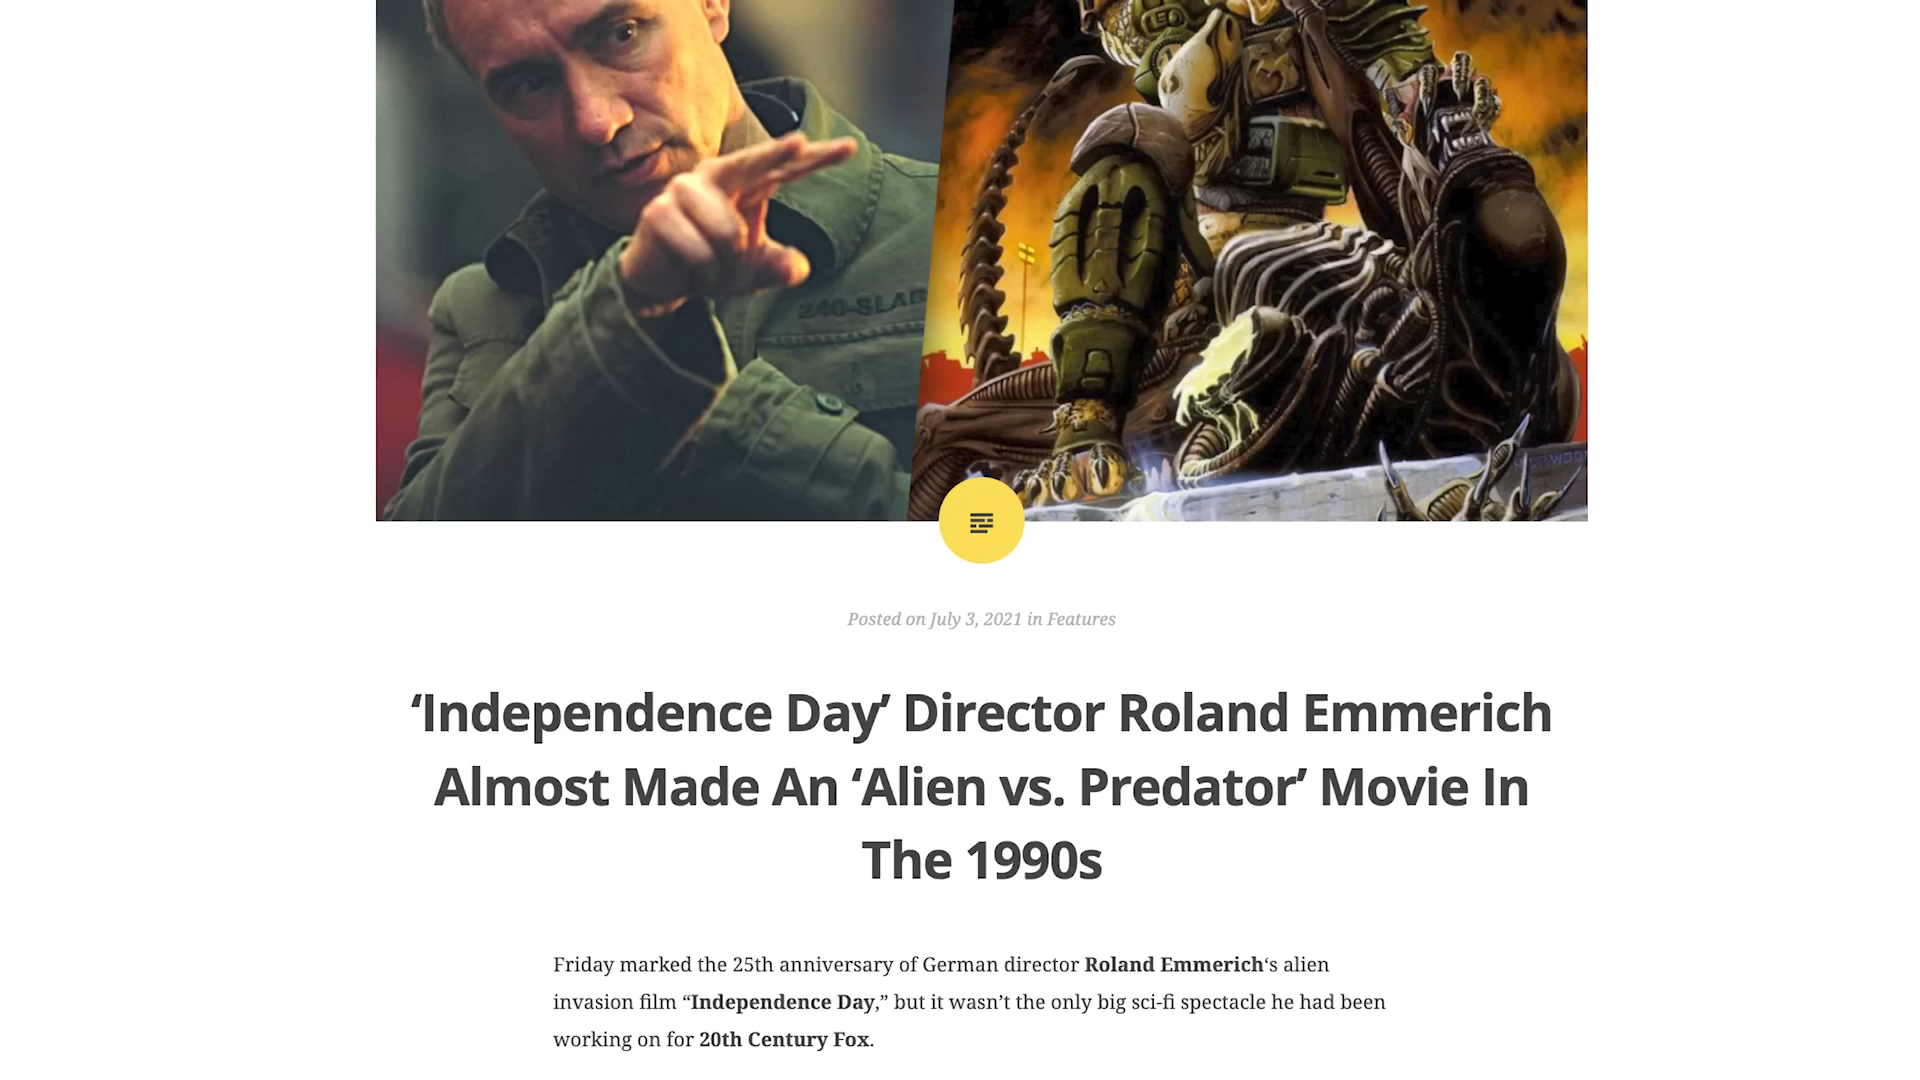 240-SLAB
Posted on July 3, 2021 in Features
‘Independence Day’ Director Roland Emmerich
Almost Made An ‘Alien vs. Predator’ Movie In
The 1990s
Friday marked the 25th anniversary of German director Roland Emmerich‘s alien
invasion film “Independence Day,” but it wasn’t the only big sci-fi spectacle he had been
working on for 20th Century Fox.